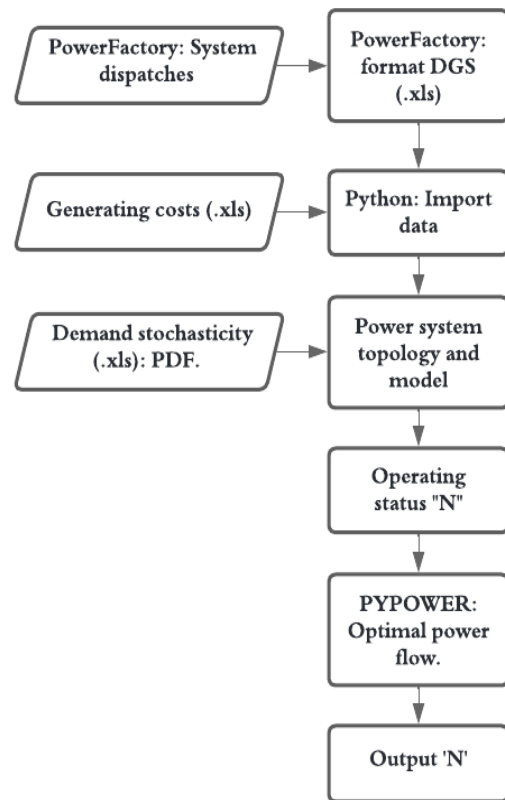 PowerFactory: System
dispatches
PowerFactory:
format DGS
(.xls)
Generating costs (.xls)
Python: Import
data
Demand stochasticity
(.xls): PDF.
Power system
topology and
model
Operating
status "N"
PYPOWER:
Optimal power
flow.
Output 'N'